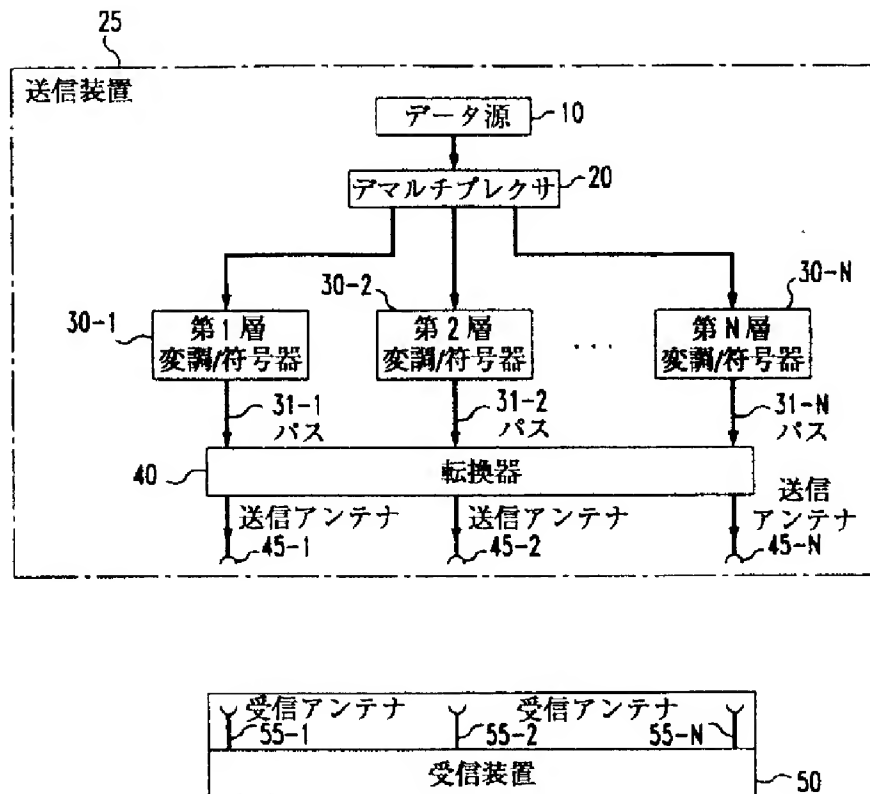 25
送信装置
データ源
10
デマルチプレクサ
20
30-1
第1層
変調/符号器
30-2
第2層
変調/符号器
...
30-N
第N層
変調/符号器
31-1
パス
31-2
パス
31-N
パス
40
転換器
送信アンテナ
45-1
送信アンテナ
45-2
送信
アンテナ
45-N
受信アンテナ
受信アンテナ
55-1
55-2
55-N
受信装置
50